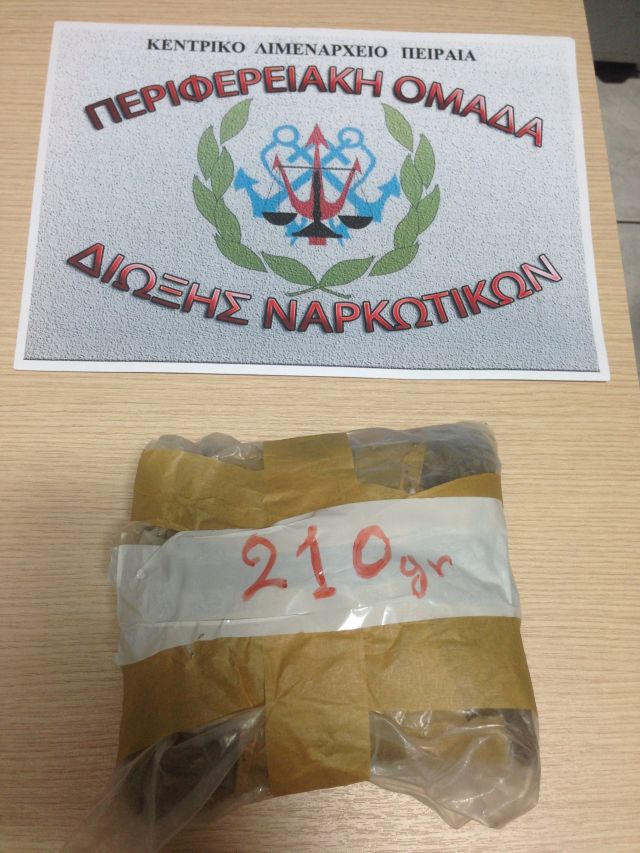 ΚΕΝΤΡΙΚΟ ΛΙΜΕΝΑΡΧΕΙΟ ΠΕΙΡΑΙΑ
ΠΕΡΙΦΕΡΕΙΑΚΗ ΟΜΑΔΑ
ΔΙΩΞΗΣ ΝΑΡΚΩΤΙΚΩΝ
210gr